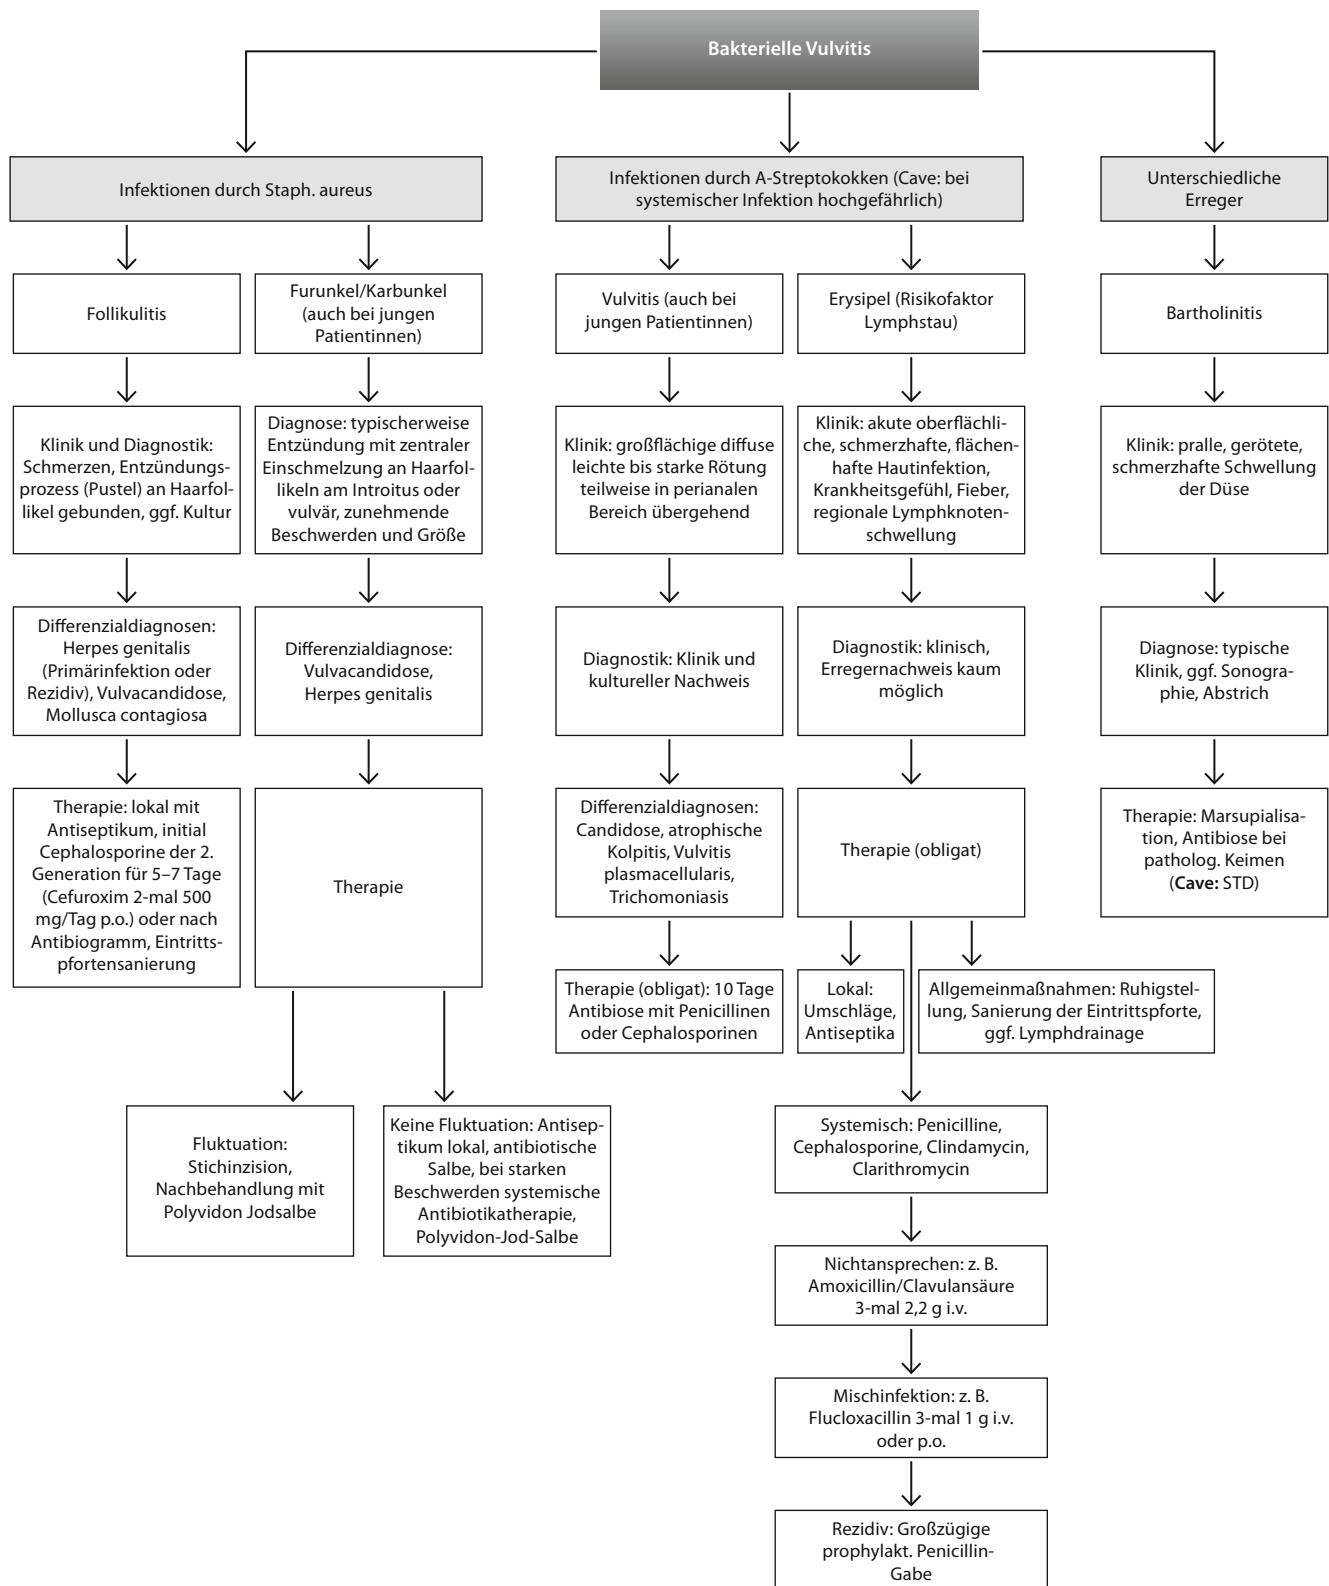 Bakterielle Vulvitis
Infektionen durch Staph. aureus
Infektionen durch A-Streptokokken (Cave: bei
systemischer Infektion hochgefährlich)
Unterschiedliche
Erreger
Follikulitis
Furunkel/Karbunkel
(auch bei jungen
Patientinnen)
Vulvitis (auch bei
jungen Patientinnen)
Erysipel (Risikofaktor
Lymphstau)
Bartholinitis
Klinik und Diagnostik:
Schmerzen, Entzündungs-
prozess (Pustel) an Haarfol-
likel gebunden, ggf. Kultur
Diagnose: typischerweise
Entzündung mit zentraler
Einschmelzung an Haarfol-
likeln am Introitus oder
vulvär, zunehmende
Beschwerden und Größe
Klinik: großflächige diffuse
leichte bis starke Rötung
teilweise in perianalen
Bereich übergehend
Klinik: akute oberflächli-
che, schmerzhafte, flächen-
hafte Hautinfektion,
Krankheitsgefühl, Fieber,
regionale Lymphknoten-
schwellung
Klinik: pralle, gerötete,
schmerzhafte Schwellung
der Düse
Differenzialdiagnosen:
Herpes genitalis
(Primärinfektion oder
Rezidiv), Vulvacandidose,
Mollusca contagiosa
Differenzialdiagnose:
Vulvacandidose,
Herpes genitalis
Diagnostik: Klinik und
kultureller Nachweis
Diagnostik: klinisch,
Erregernachweis kaum
möglich
Diagnose: typische
Klinik, ggf. Sonogra-
phie, Abstrich
Therapie: lokal mit
Antiseptikum, initial
Cephalosporine der 2.
Generation für 5–7 Tage
(Cefuroxim 2-mal 500
mg/Tag p.o.) oder nach
Antibiogramm, Eintritts-
pfortensanierung
Therapie
Differenzialdiagnosen:
Candidose, atrophische
Kolpitis, Vulvitis
plasmacellularis,
Trichomoniasis
Therapie (obligat)
Therapie: Marsupialisa-
tion, Antibiose bei
patholog. Keimen
(Cave: STD)
Therapie (obligat): 10 Tage
Antibiose mit Penicillinen
oder Cephalosporinen
Lokal:
Umschläge,
Antiseptika
Allgemeinmaßnahmen: Ruhigstel-
lung, Sanierung der Eintrittspforte,
ggf. Lymphdrainage
Fluktuation:
Stichinzision,
Nachbehandlung mit
Polyvidon Jodsalbe
Keine Fluktuation: Antisep-
tikum lokal, antibiotische
Salbe, bei starken
Beschwerden systemische
Antibiotikatherapie,
Polyvidon-Jod-Salbe
Systemisch: Penicilline,
Cephalosporine, Clindamycin,
Clarithromycin
Nichtansprechen: z. B.
Amoxicillin/Clavulansäure
3-mal 2,2 g i.v.
Mischinfektion: z. B.
Flucloxacillin 3-mal 1 g i.v.
oder p.o.
Rezidiv: Großzügige
prophylakt. Penicillin-
Gabe